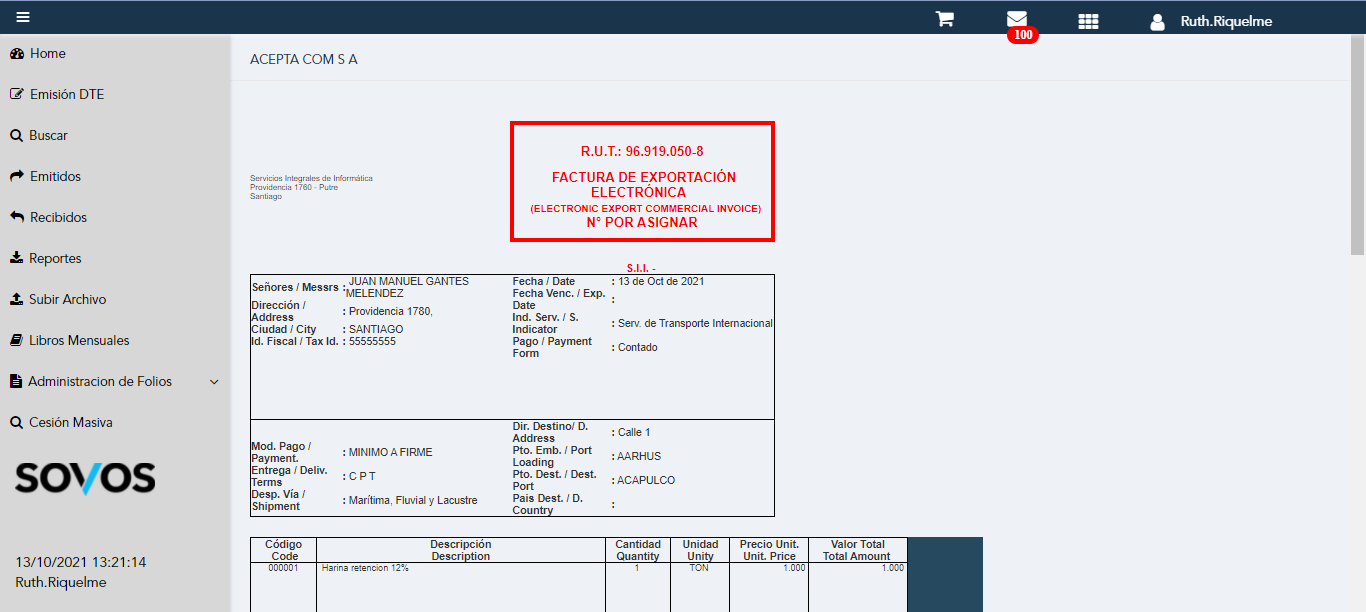 Ruth.Riquelme
100
Home
Emisión DTE
Buscar
Emitidos
Recibidos
Reportes
Subir Archivo
Libros Mensuales
Administracion de Folios
Cesión Masiva
SOVOS
13/10/2021 13:21:14
Ruth.Riquelme
ACEPTA COM S A
Servicios Integrales de Informática
Providencia 1760 - Putre
Santiago
R.U.T.: 96.919.050-8
FACTURA DE EXPORTACIÓN
ELECTRÓNICA
(ELECTRONIC EXPORT COMMERCIAL INVOICE)
N° POR ASIGNAR
S.I.I. -
Señores / Messrs : JUAN MANUEL GANTES
MELENDEZ
Dirección /
Address : Providencia 1780,
Ciudad / City : SANTIAGO
Id. Fiscal / Tax Id. : 55555555
Fecha / Date : 13 de Oct de 2021
Fecha Venc. / Exp.
Date :
Ind. Serv. / S.
Indicator : Serv. de Transporte Internacional
Pago / Payment
Form : Contado
Mod. Pago /
Payment. : MINIMO A FIRME
Entrega / Deliv.
Terms : C P T
Desp. Vía /
Shipment : Marítima, Fluvial y Lacustre
Dir. Destino/ D.
Address : Calle 1
Pto. Emb. / Port
Loading : AARHUS
Pto. Dest. / Dest.
Port : ACAPULCO
Pais Dest. / D.
Country :
Código Descripción Cantidad Unidad Precio Unit. Valor Total
Code Description Quantity Unity Unit. Price Total Amount
000001 Harina retencion 12% 1 TON 1.000 1.000